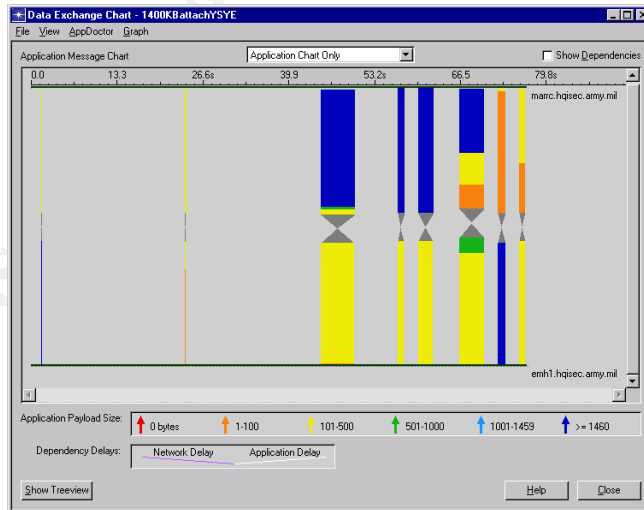 Data Exchange Chart - 1400KBattachYSYE
File View AppDoctor Graph
Application Message Chart Application Chart Only Show Dependencies
0.0 13.3 26.6s 39.9 53.2s 66.5 79.8s
marrc.hqisec.army.mil
emh1.hqisec.army.mil
Application Payload Size: 0 bytes 1-100 101-500 501-1000 1001-1459 >= 1460
Dependency Delays: Network Delay Application Delay
Show Treeview Help Close